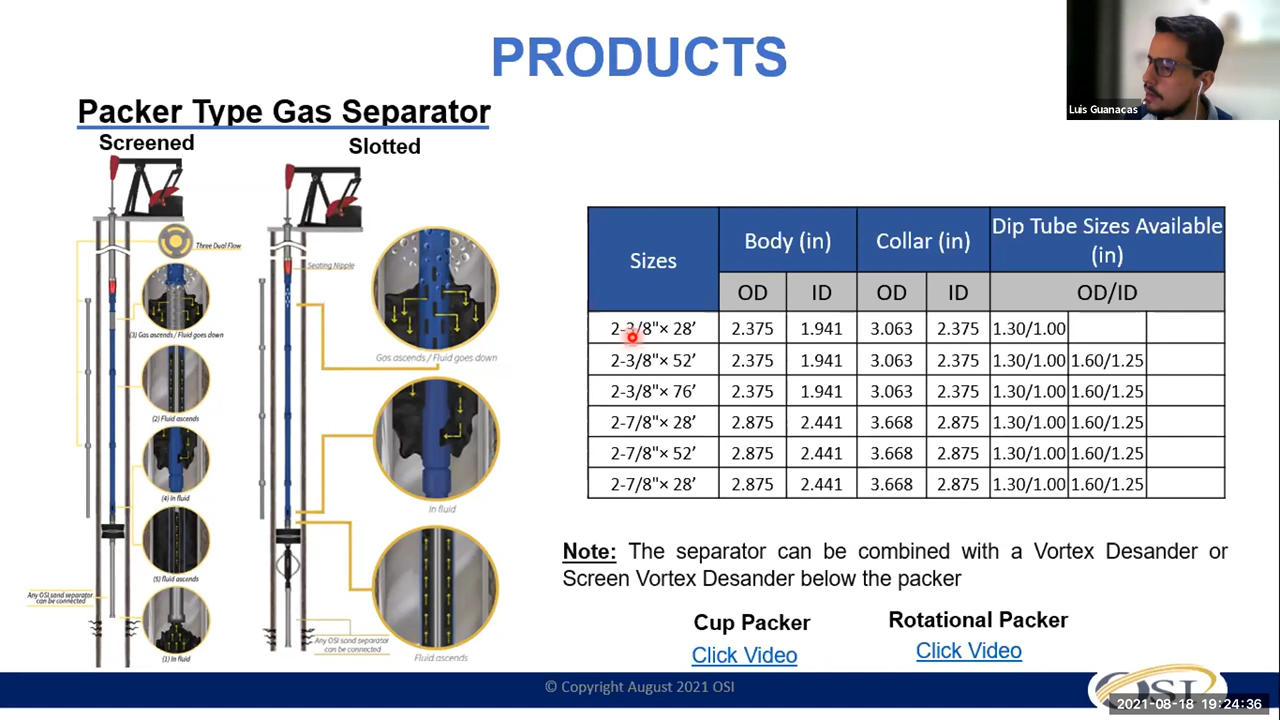 PRODUCTS
Luis Guanacas
Packer Type Gas Separator
Screened
Slotted
Three Dual Flow
Seating Nipple
(3) Gas ascends / Fluid goes down
Gas ascends / Fluid goes down
(2) Fluid ascends
(4) In fluid
In fluid
(5) fluid ascends
Any OSI sand separator
can be connected
(1) In fluid
Any OSI sand separator
can be connected
Fluid ascends
Sizes Body (in) Collar (in) Dip Tube Sizes Available (in)
OD ID OD ID OD/ID
2-3/8"× 28’ 2.375 1.941 3.063 2.375 1.30/1.00
2-3/8"× 52’ 2.375 1.941 3.063 2.375 1.30/1.00 1.60/1.25
2-3/8"× 76’ 2.375 1.941 3.063 2.375 1.30/1.00 1.60/1.25
2-7/8"× 28’ 2.875 2.441 3.668 2.875 1.30/1.00 1.60/1.25
2-7/8"× 52’ 2.875 2.441 3.668 2.875 1.30/1.00 1.60/1.25
2-7/8"× 28’ 2.875 2.441 3.668 2.875 1.30/1.00 1.60/1.25
Note: The separator can be combined with a Vortex Desander or
Screen Vortex Desander below the packer
Cup Packer
Rotational Packer
Click Video
Click Video
© Copyright August 2021 OSI
OSI
2021-08-18 19:24:36